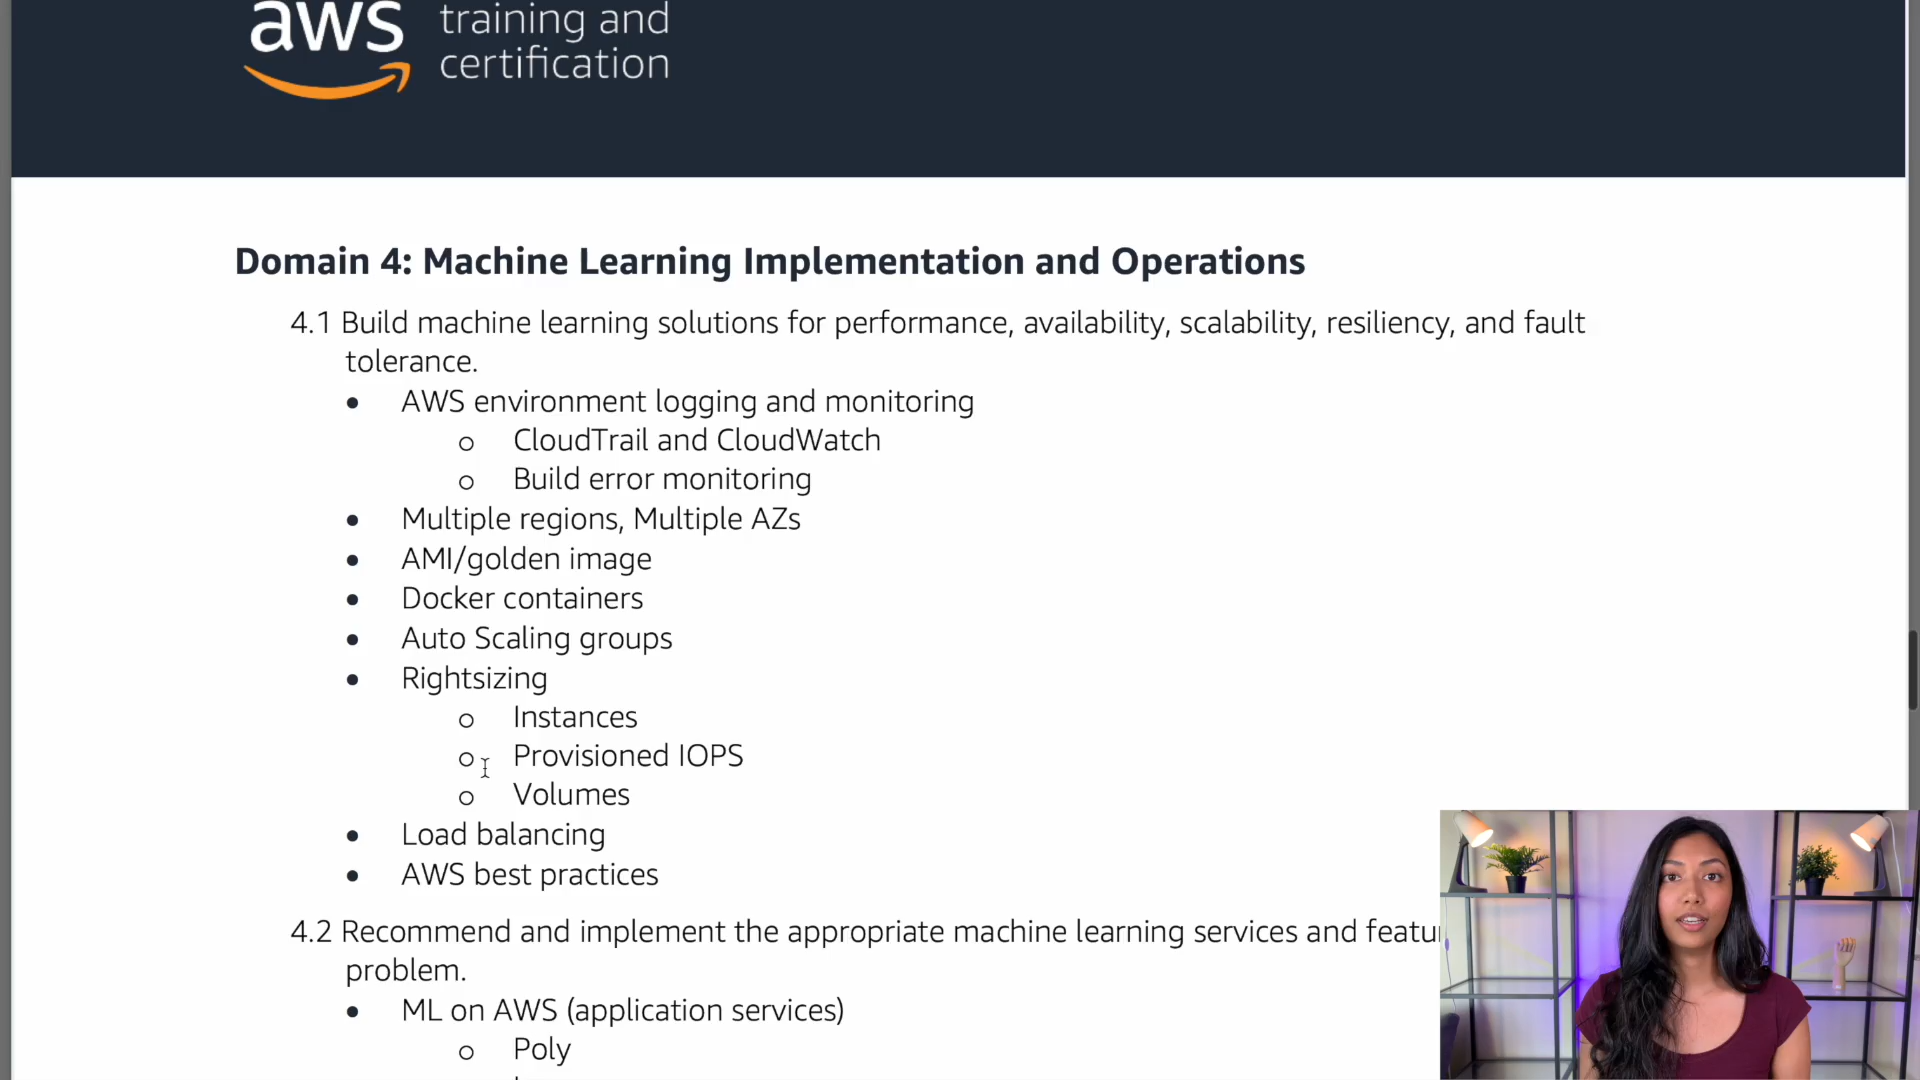 aws training and
certification
Domain 4: Machine Learning Implementation and Operations
4.1 Build machine learning solutions for performance, availability, scalability, resiliency, and fault
tolerance.
• AWS environment logging and monitoring
o CloudTrail and CloudWatch
o Build error monitoring
• Multiple regions, Multiple AZs
• AMI/golden image
• Docker containers
• Auto Scaling groups
• Rightsizing
o Instances
o Provisioned IOPS
o Volumes
• Load balancing
• AWS best practices
4.2 Recommend and implement the appropriate machine learning services and featu
problem.
• ML on AWS (application services)
o Poly